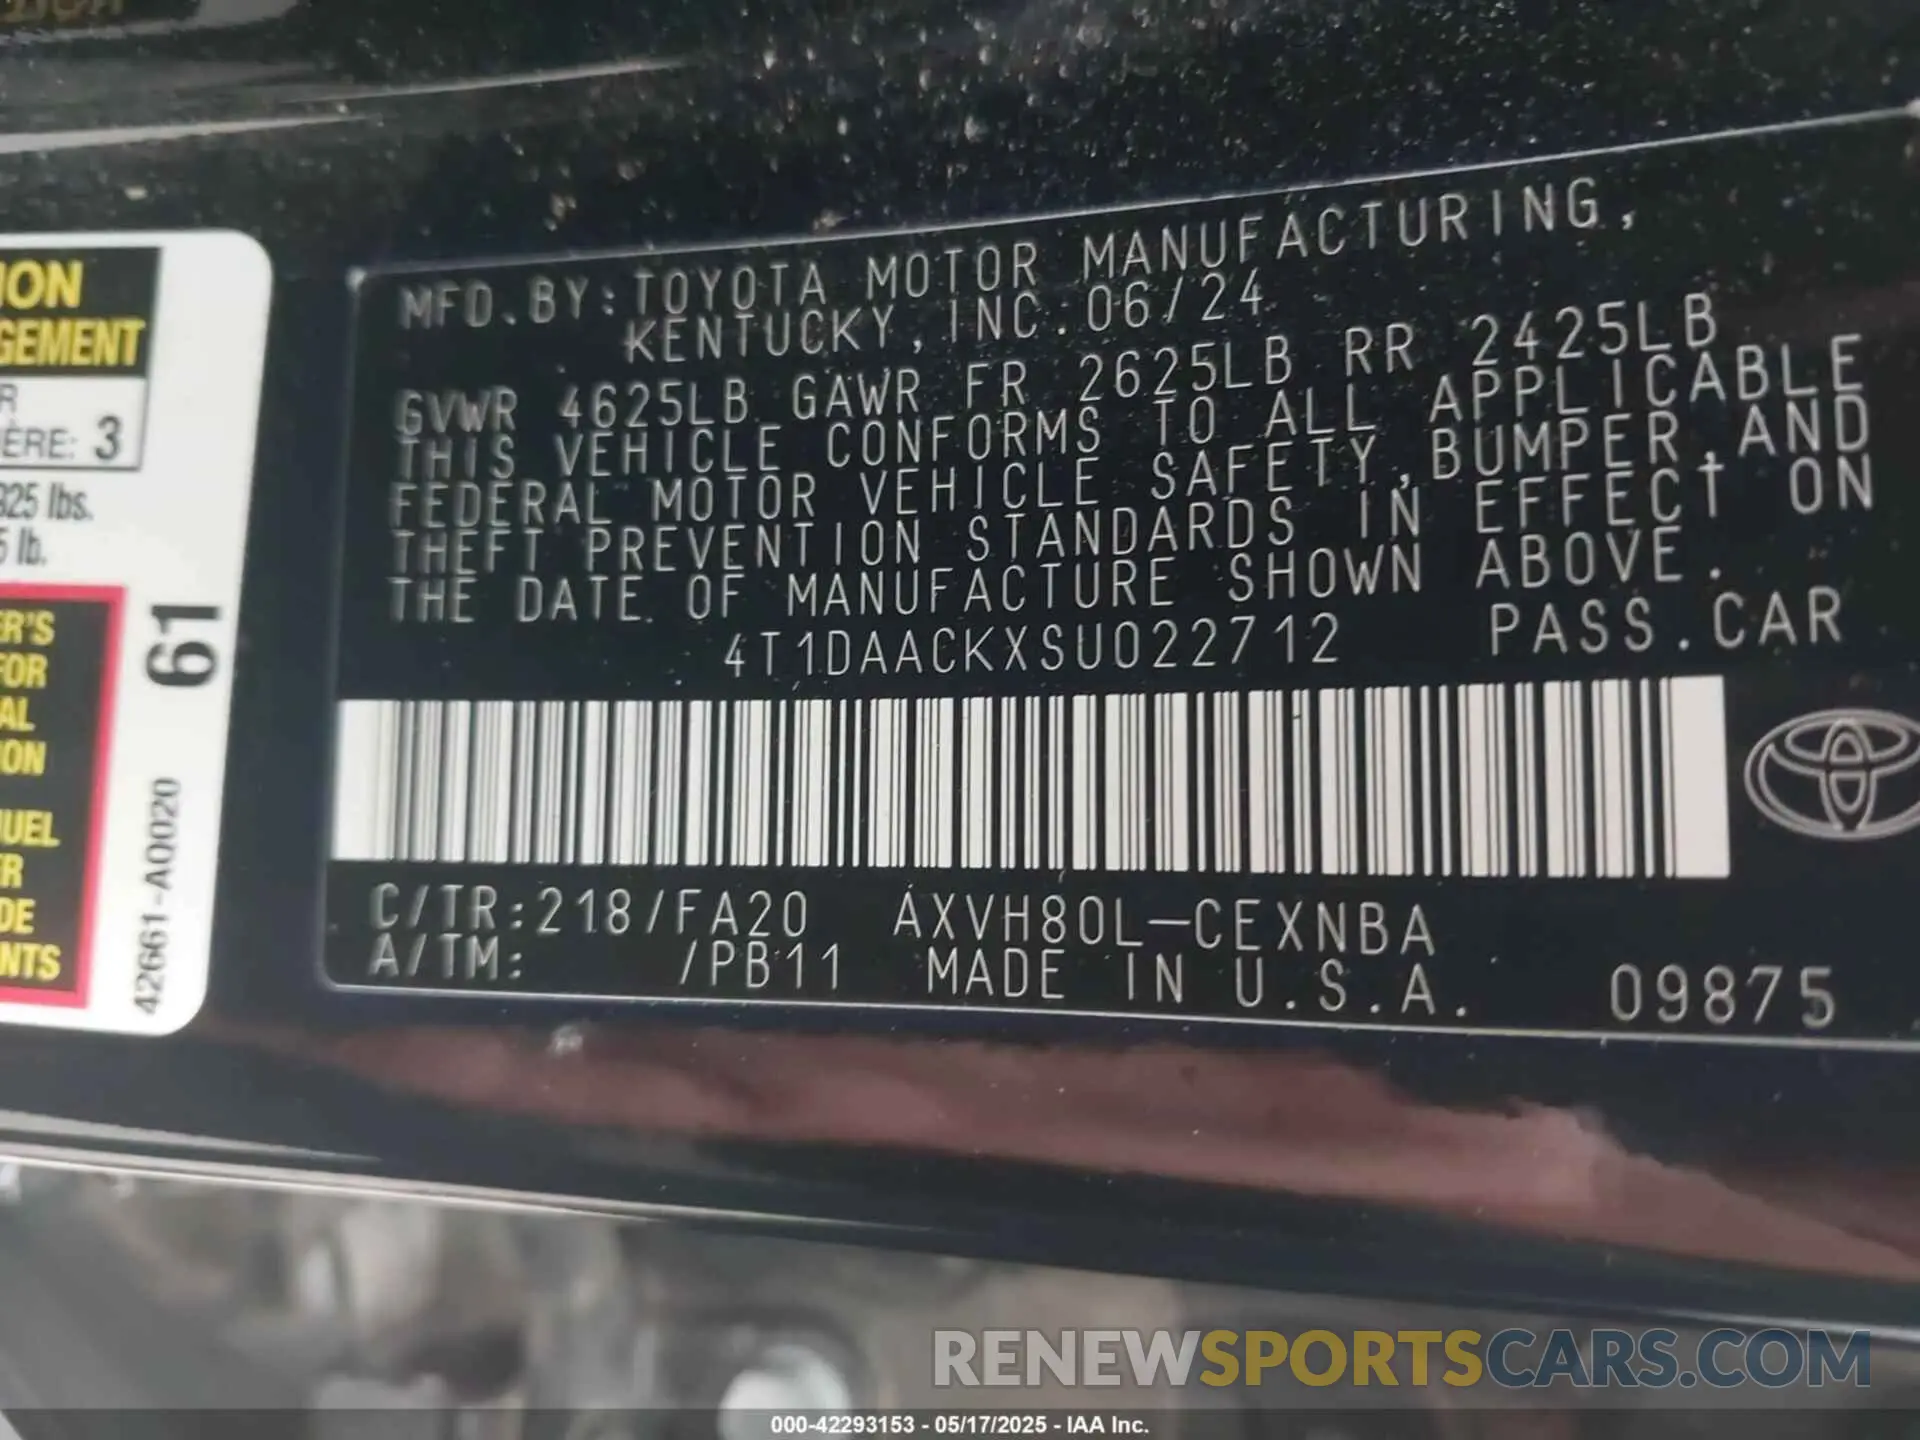 ION
GEMENT
R
ERE: 3
325 lbs.
5 lb.
ER'S
FOR
AL
ION
UEL
ER
DE
NTS
61
42661-A0020
MFD. BY: TOYOTA MOTOR MANUFACTURING,
KENTUCKY, INC. 06/24
GVWR 4625LB GAWR FR 2625LB RR 2425LB
THIS VEHICLE CONFORMS TO ALL APPLICABLE
FEDERAL MOTOR VEHICLE SAFETY, BUMPER, AND
THEFT PREVENTION STANDARDS IN EFFECT ON
THE DATE OF MANUFACTURE SHOWN ABOVE.
4T1DAACKXSU022712 PASS. CAR
C/TR: 218/FA20 AXVH80L-CEXNBA
A/TM: /PB11 MADE IN U.S.A. 09875
RENEWSPORTSCARS.COM
000-42293153 - 05/17/2025 - IAA Inc.